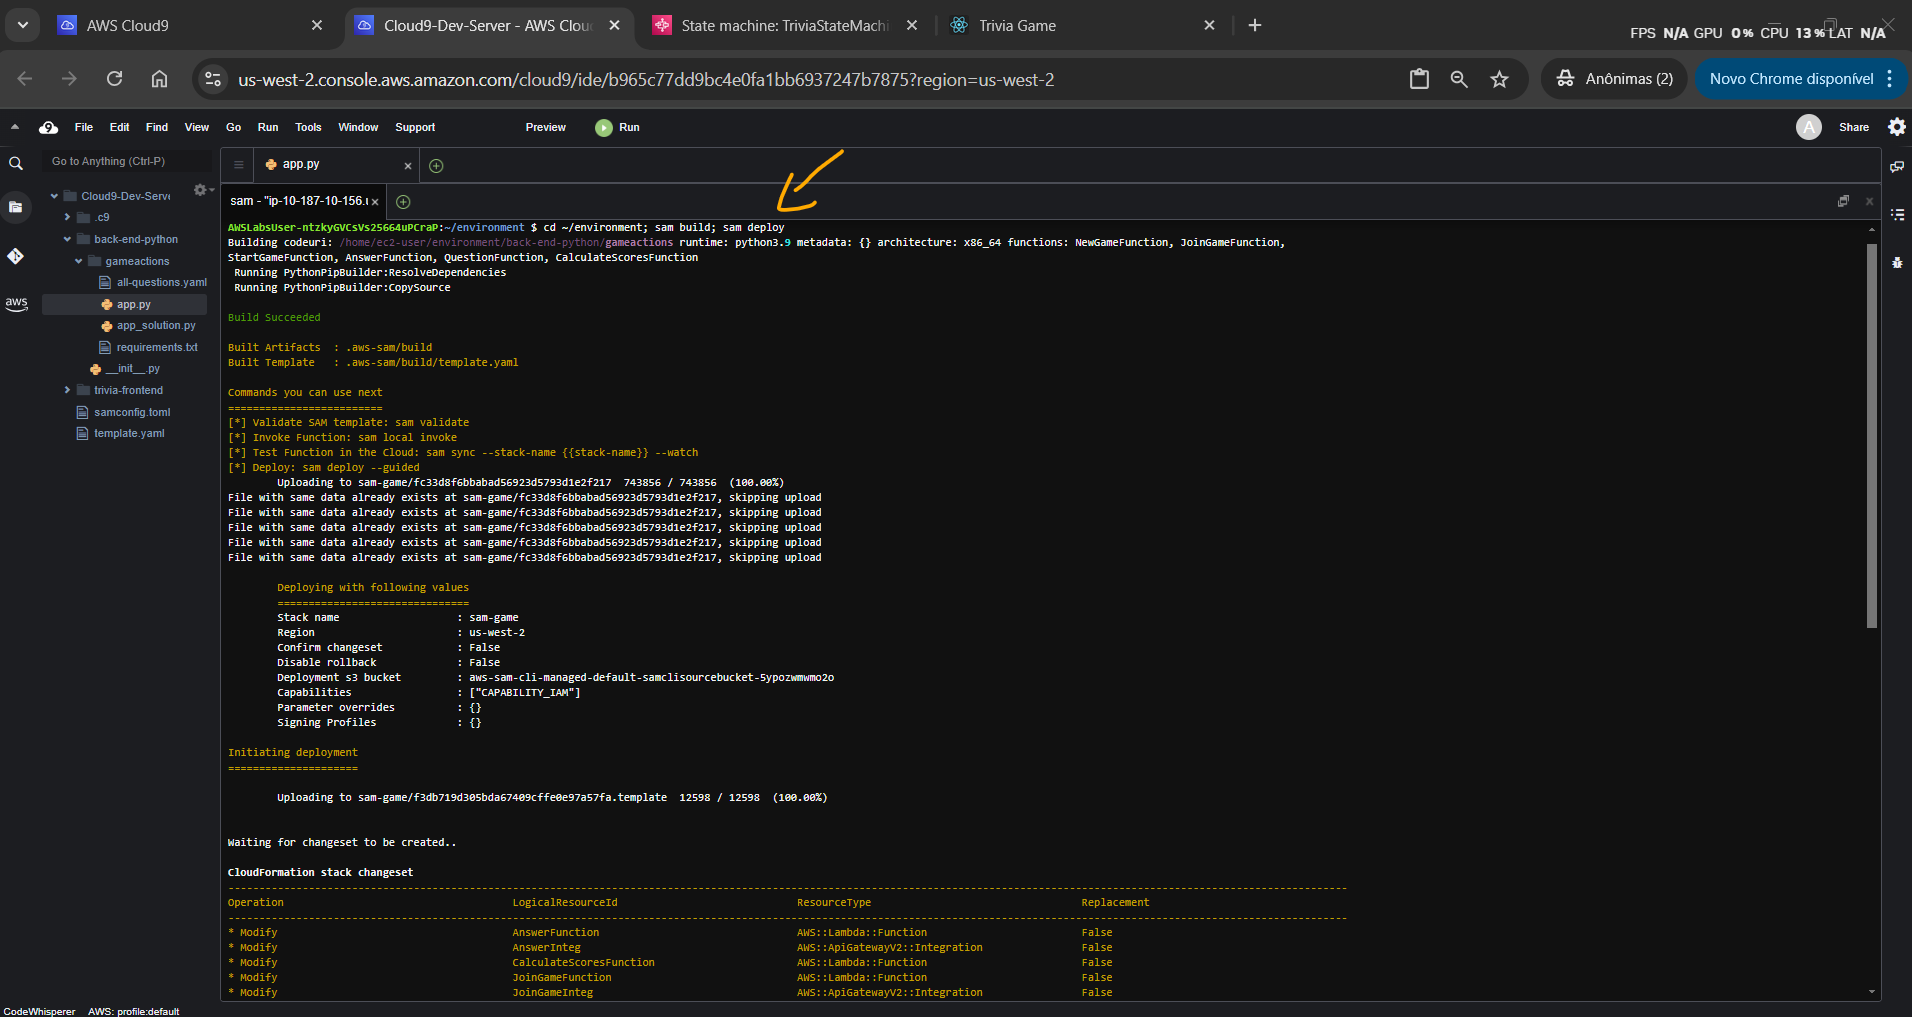 AWS Cloud9
Cloud9-Dev-Server - AWS Clou
State machine: TriviaStateMachi
Trivia Game
FPS N/A GPU 0 % CPU 13 % LAT N/A
us-west-2.console.aws.amazon.com/cloud9/ide/b965c77dd9bc4e0fa1bb6937247b7875?region=us-west-2
Anônimas (2)
Novo Chrome disponível
9 File Edit Find View Go Run Tools Window Support Preview Run
A Share
Go to Anything (Ctrl-P)
app.py
Cloud9-Dev-Serve
sam - "ip-10-187-10-156.u
.c9
back-end-python
gameactions
all-questions.yaml
app.py
app_solution.py
requirements.txt
__init__.py
trivia-frontend
samconfig.toml
template.yaml
aws
AWSLabsUser-ntzkyGVCsVs25664uPCraP:~/environment $ cd ~/environment; sam build; sam deploy
Building codeuri: /home/ec2-user/environment/back-end-python/gameactions runtime: python3.9 metadata: {} architecture: x86_64 functions: NewGameFunction, JoinGameFunction,
StartGameFunction, AnswerFunction, QuestionFunction, CalculateScoresFunction
Running PythonPipBuilder:ResolveDependencies
Running PythonPipBuilder:CopySource
Build Succeeded
Built Artifacts : .aws-sam/build
Built Template : .aws-sam/build/template.yaml
Commands you can use next
=========================
[*] Validate SAM template: sam validate
[*] Invoke Function: sam local invoke
[*] Test Function in the Cloud: sam sync --stack-name {{stack-name}} --watch
[*] Deploy: sam deploy --guided
Uploading to sam-game/fc33d8f6bbabad56923d5793d1e2f217 743856 / 743856 (100.00%)
File with same data already exists at sam-game/fc33d8f6bbabad56923d5793d1e2f217, skipping upload
File with same data already exists at sam-game/fc33d8f6bbabad56923d5793d1e2f217, skipping upload
File with same data already exists at sam-game/fc33d8f6bbabad56923d5793d1e2f217, skipping upload
File with same data already exists at sam-game/fc33d8f6bbabad56923d5793d1e2f217, skipping upload
File with same data already exists at sam-game/fc33d8f6bbabad56923d5793d1e2f217, skipping upload
Deploying with following values
===============================
Stack name : sam-game
Region : us-west-2
Confirm changeset : False
Disable rollback : False
Deployment s3 bucket : aws-sam-cli-managed-default-samclisourcebucket-5ypozwmwmo2o
Capabilities : ["CAPABILITY_IAM"]
Parameter overrides : {}
Signing Profiles : {}
Initiating deployment
=====================
Uploading to sam-game/f3db719d305bda67409cffe0e97a57fa.template 12598 / 12598 (100.00%)
Waiting for changeset to be created..
CloudFormation stack changeset
Operation LogicalResourceId ResourceType Replacement
* Modify AnswerFunction AWS::Lambda::Function False
* Modify AnswerInteg AWS::ApiGatewayV2::Integration False
* Modify CalculateScoresFunction AWS::Lambda::Function False
* Modify JoinGameFunction AWS::Lambda::Function False
* Modify JoinGameInteg AWS::ApiGatewayV2::Integration False
CodeWhisperer AWS: profile:default